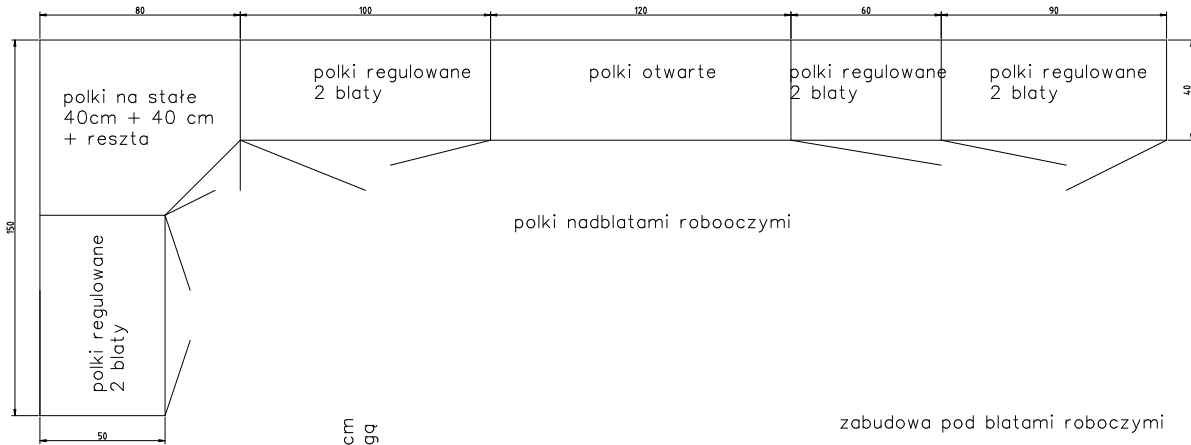 80
100
120
60
90
polki na stałe
40cm + 40 cm
+ reszta
polki regulowane
2 blaty
polki otwarte
polki regulowane
2 blaty
polki regulowane
2 blaty
40
150
polki nadblatami robooczymi
polki regulowane
2 blaty
50
cm
gą
zabudowa pod blatami roboczymi